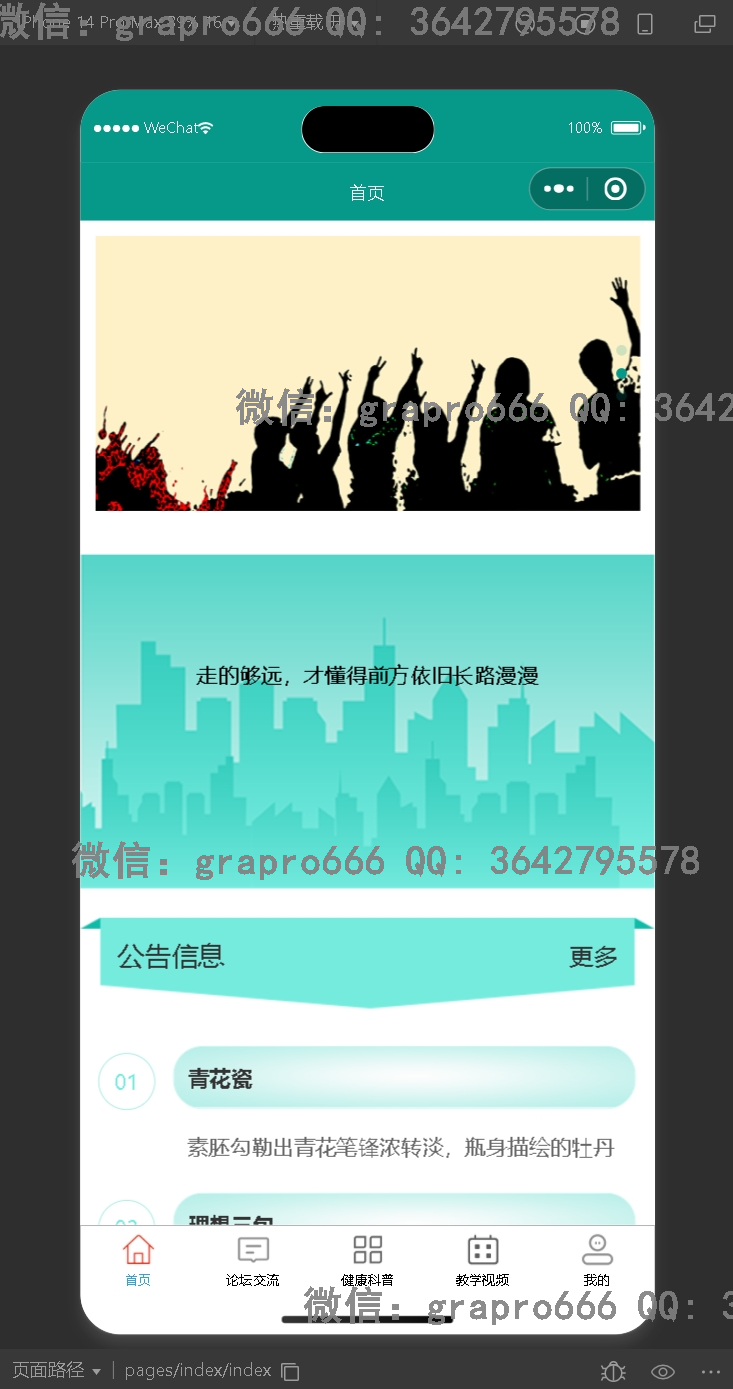 iPhone 14 Pro Max 39% 16
热重载 开
微信：grapro666 QQ: 3642795578
WeChat
100%
首页
微信：grapro666 QQ: 3642
走的够远，才懂得前方依旧长路漫漫
微信：grapro666 QQ: 3642795578
公告信息
更多
01
青花瓷
素胚勾勒出青花笔锋浓转淡，瓶身描绘的牡丹
02
理想三旬
首页
论坛交流
健康科普
教学视频
我的
微信：grapro666 QQ: 3
页面路径
pages/index/index